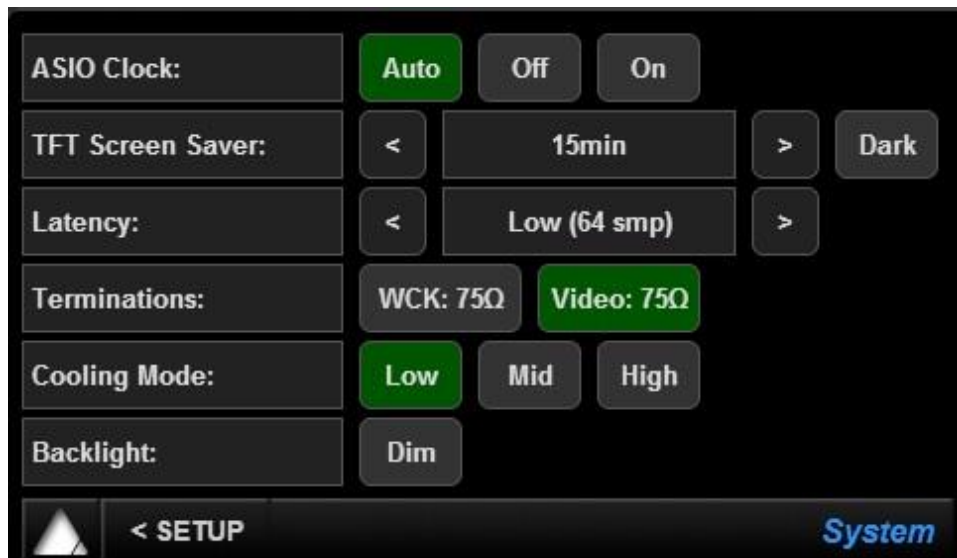 ASIO Clock: Auto Off On
TFT Screen Saver: < 15min > Dark
Latency: < Low (64 smp) >
Terminations: WCK: 75Ω Video: 75Ω
Cooling Mode: Low Mid High
Backlight: Dim
< SETUP System